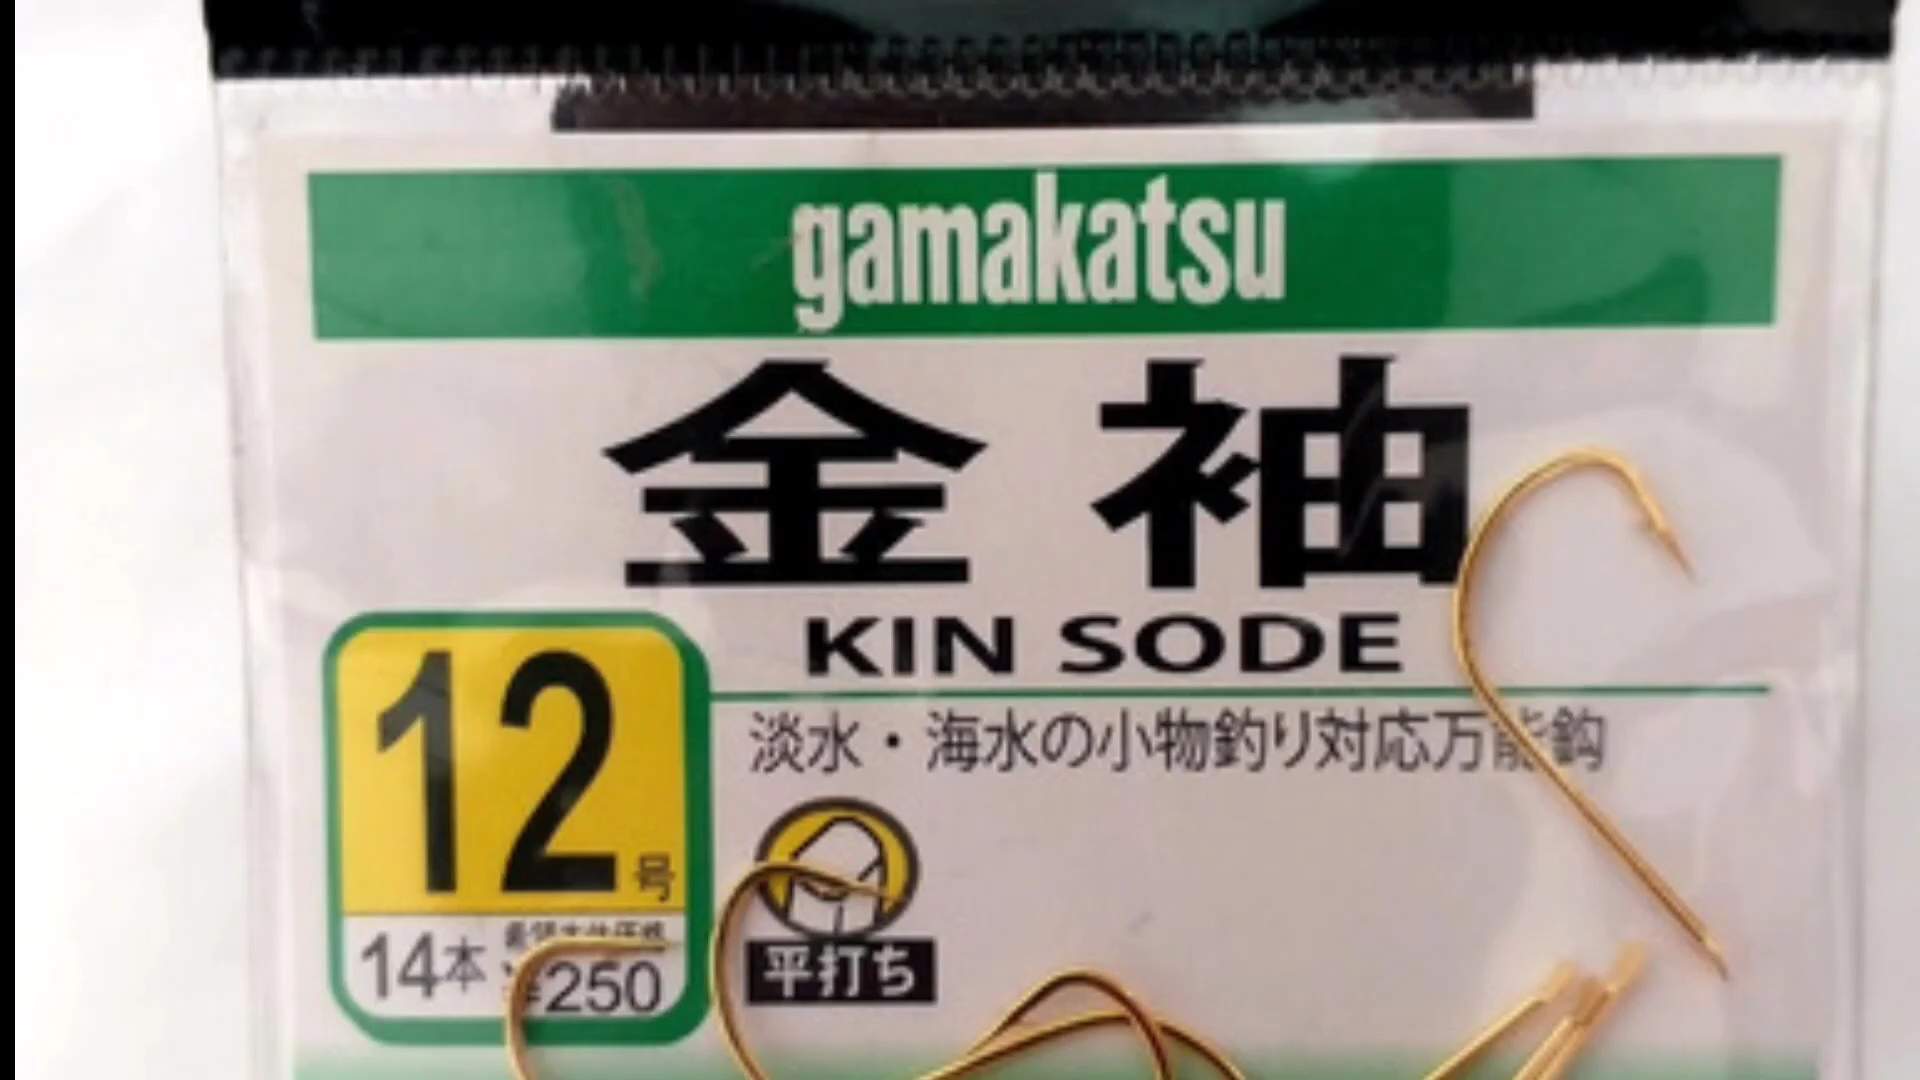 gamakatsu
金袖
KIN SODE
12号
淡水・海水の小物釣り対応万能鈎
14本
¥250
平打ち